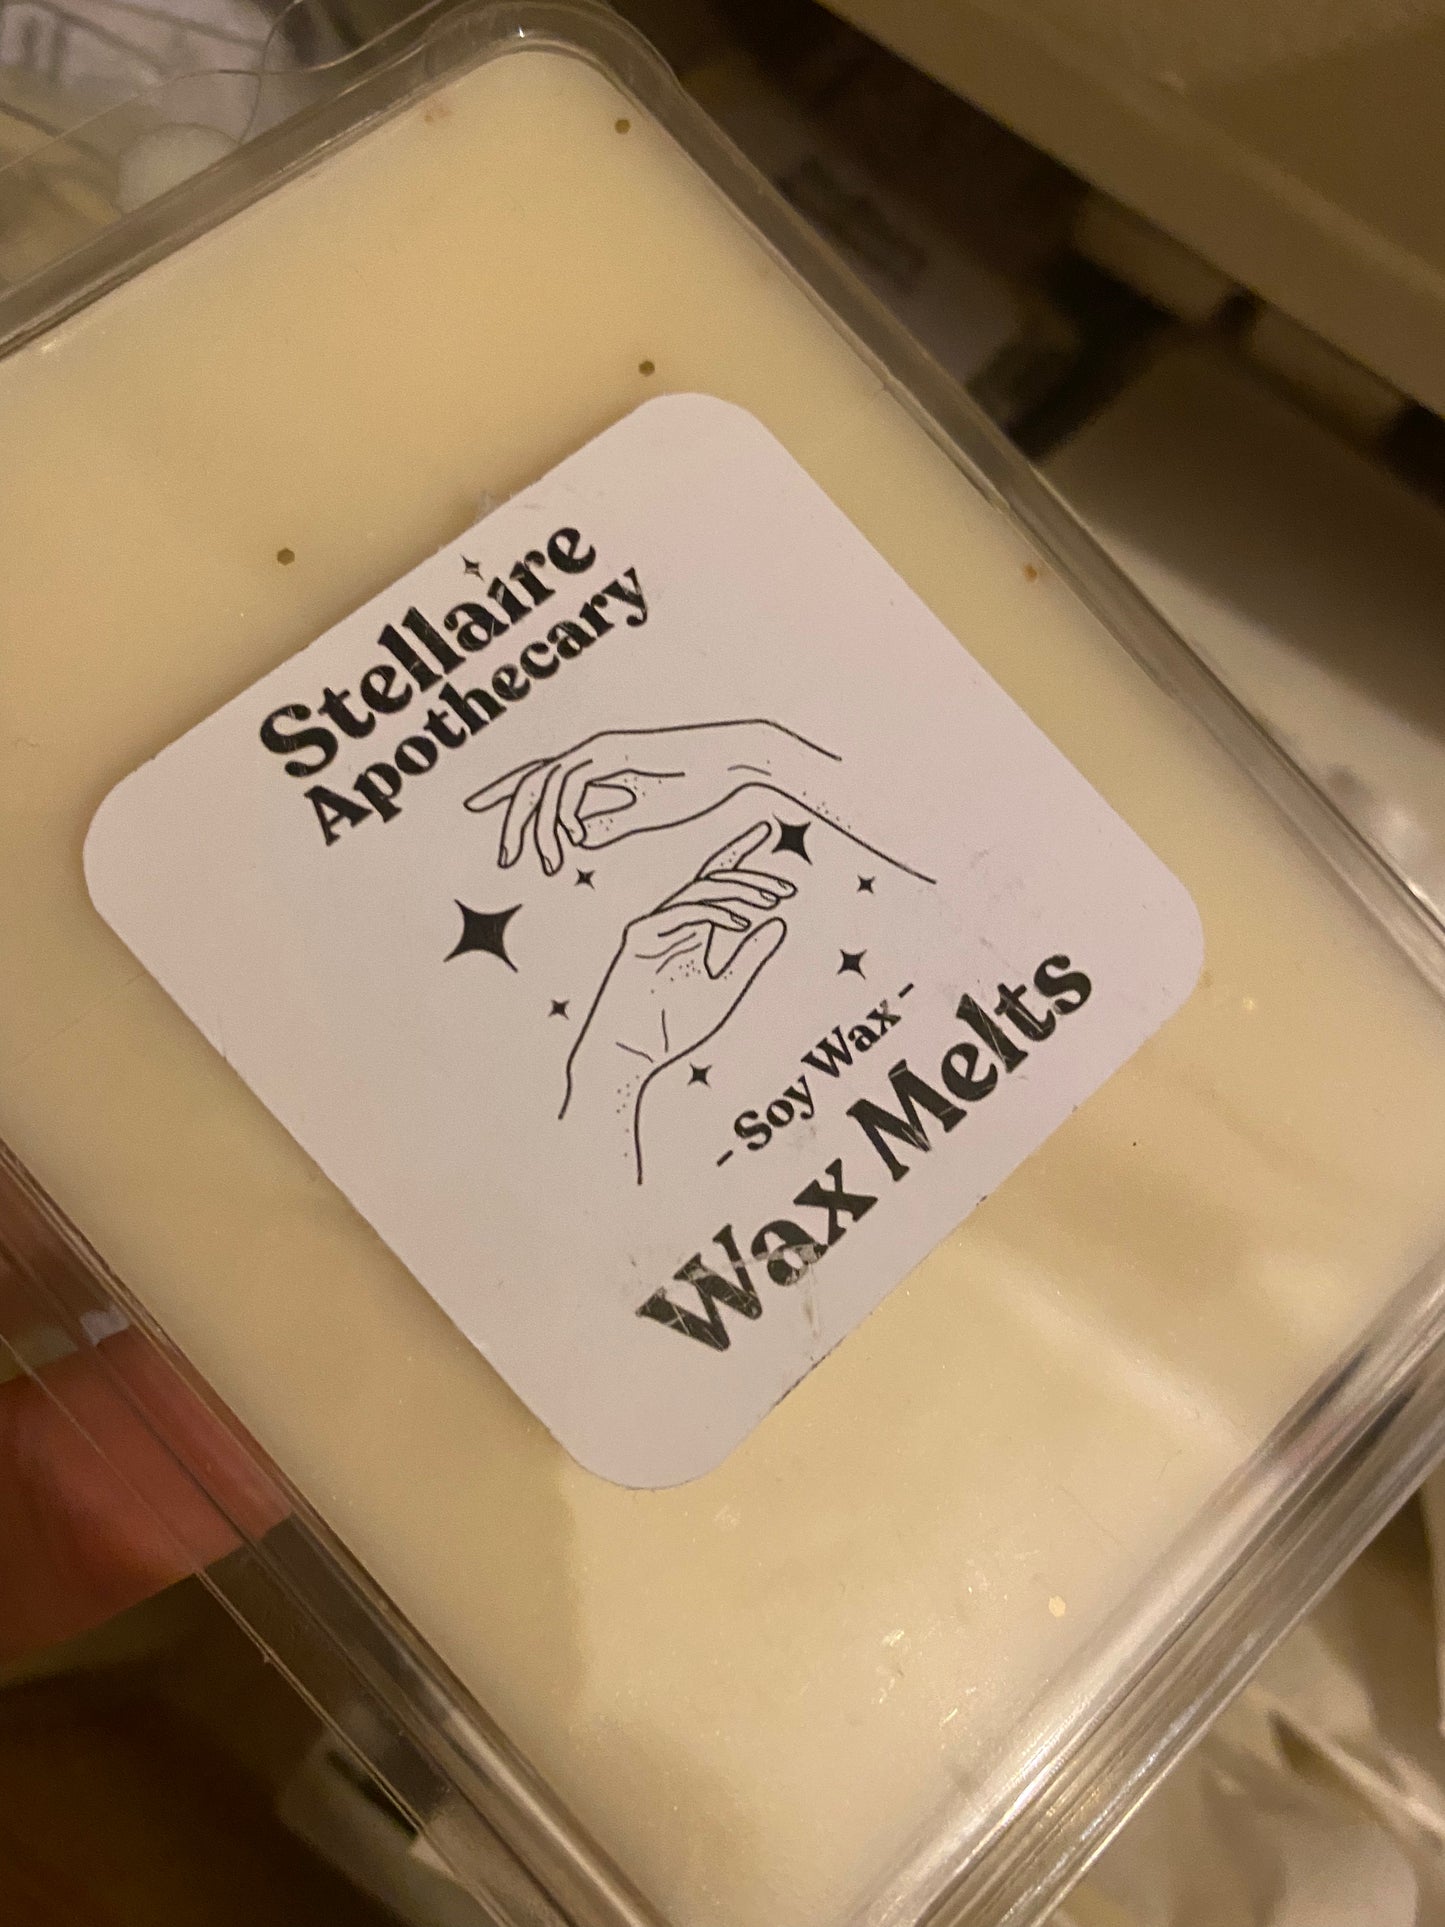 Stellaire
Apothecary
- Soy Wax -
Wax Melts